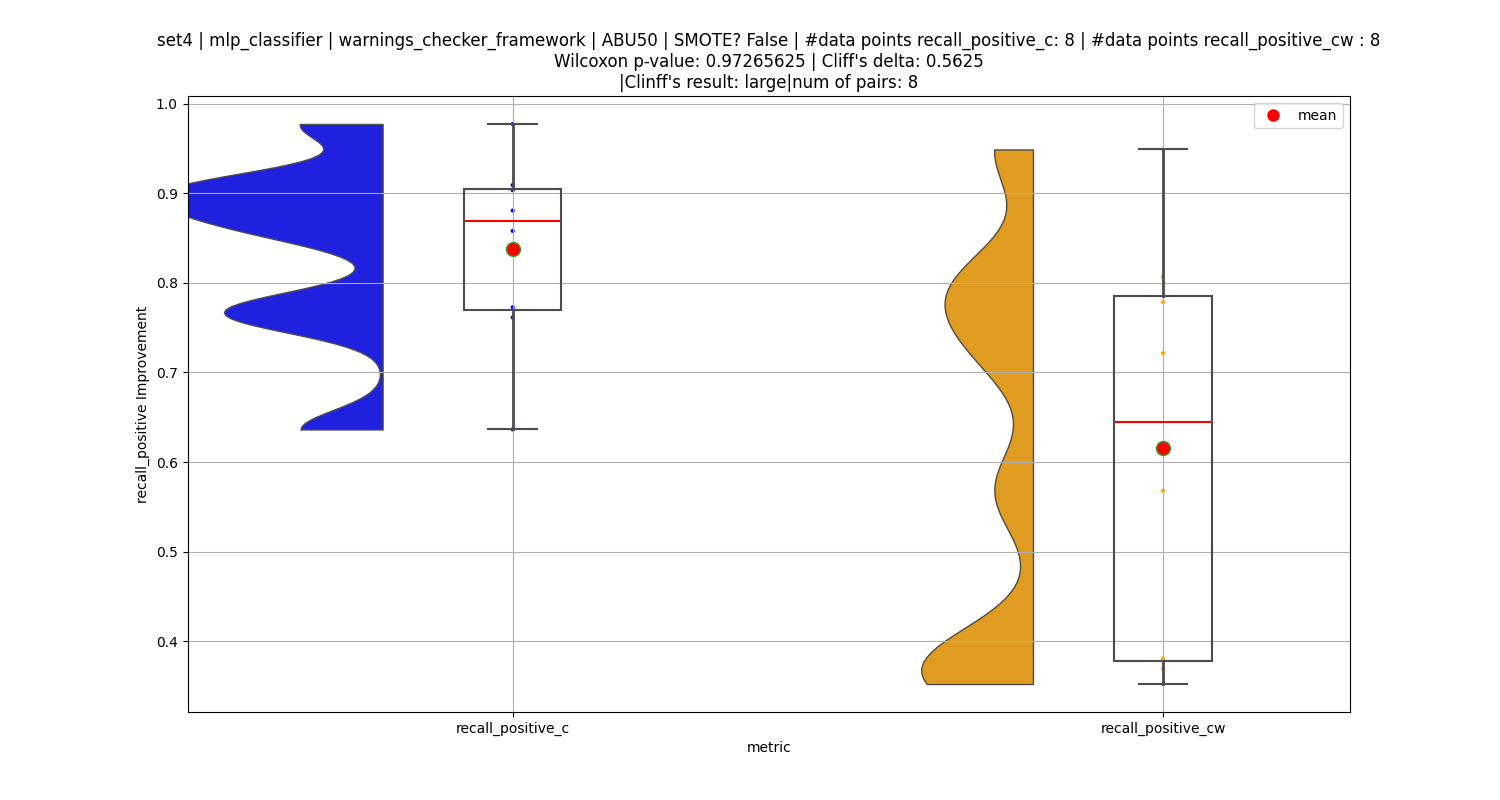 set4 | mlp_classifier | warnings_checker_framework | ABU50 | SMOTE? False | #data points recall_positive_c: 8 | #data points recall_positive_cw : 8
Wilcoxon p-value: 0.97265625 | Cliff's delta: 0.5625
|Clinff's result: large|num of pairs: 8
mean
1.0
0.9
0.8
0.7
0.6
0.5
0.4
recall_positive Improvement
recall_positive_c
recall_positive_cw
metric